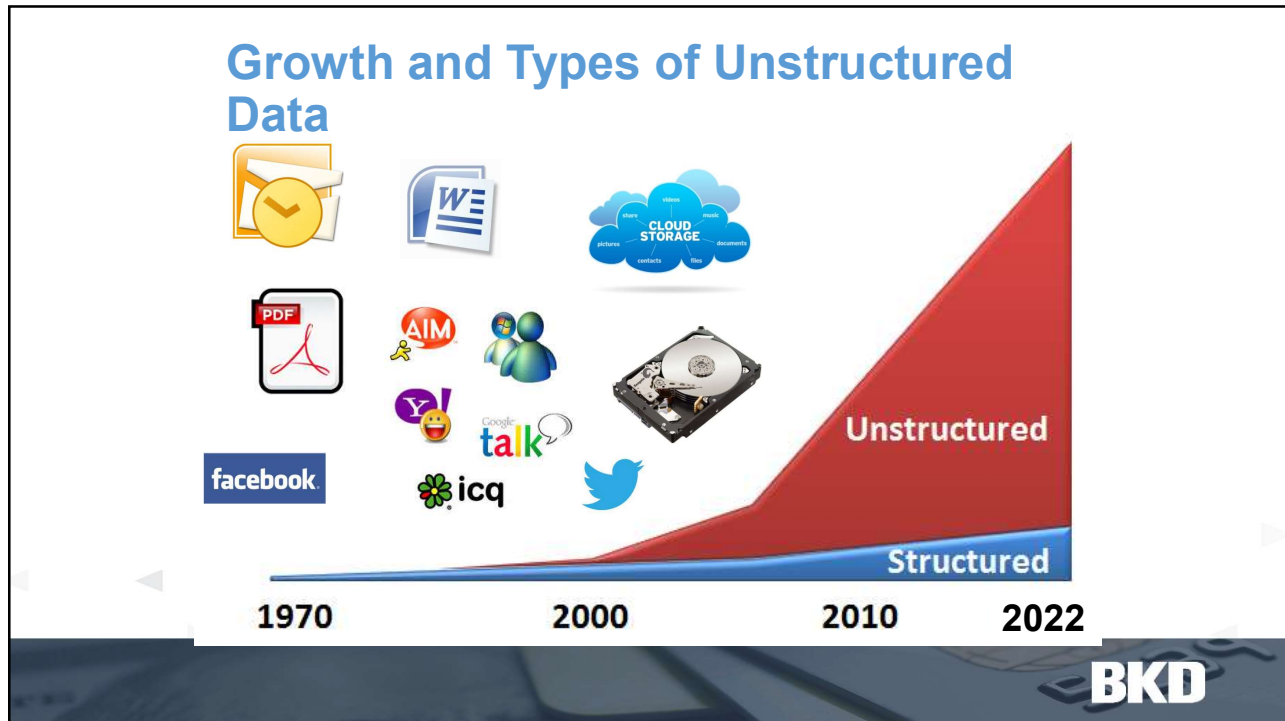 Growth and Types of Unstructured
Data
W
videos
share
music
CLOUD
STORAGE
pictures
documents
contacts
files
PDF
AIM
Y!
Google
talk
facebook
icq
Unstructured
Structured
1970
2000
2010
2022
BKD